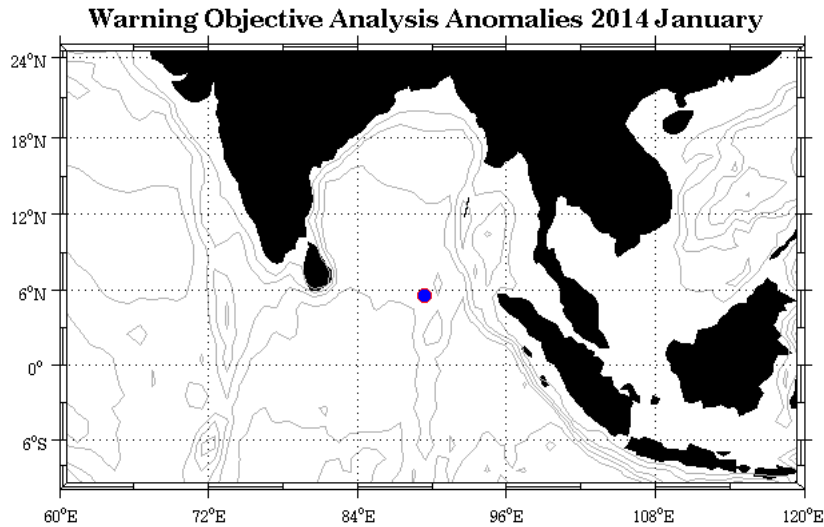 Warning Objective Analysis Anomalies 2014 January
24°N
18°N
12°N
6°N
0°
6°S
60°E 72°E 84°E 96°E 108°E 120°E